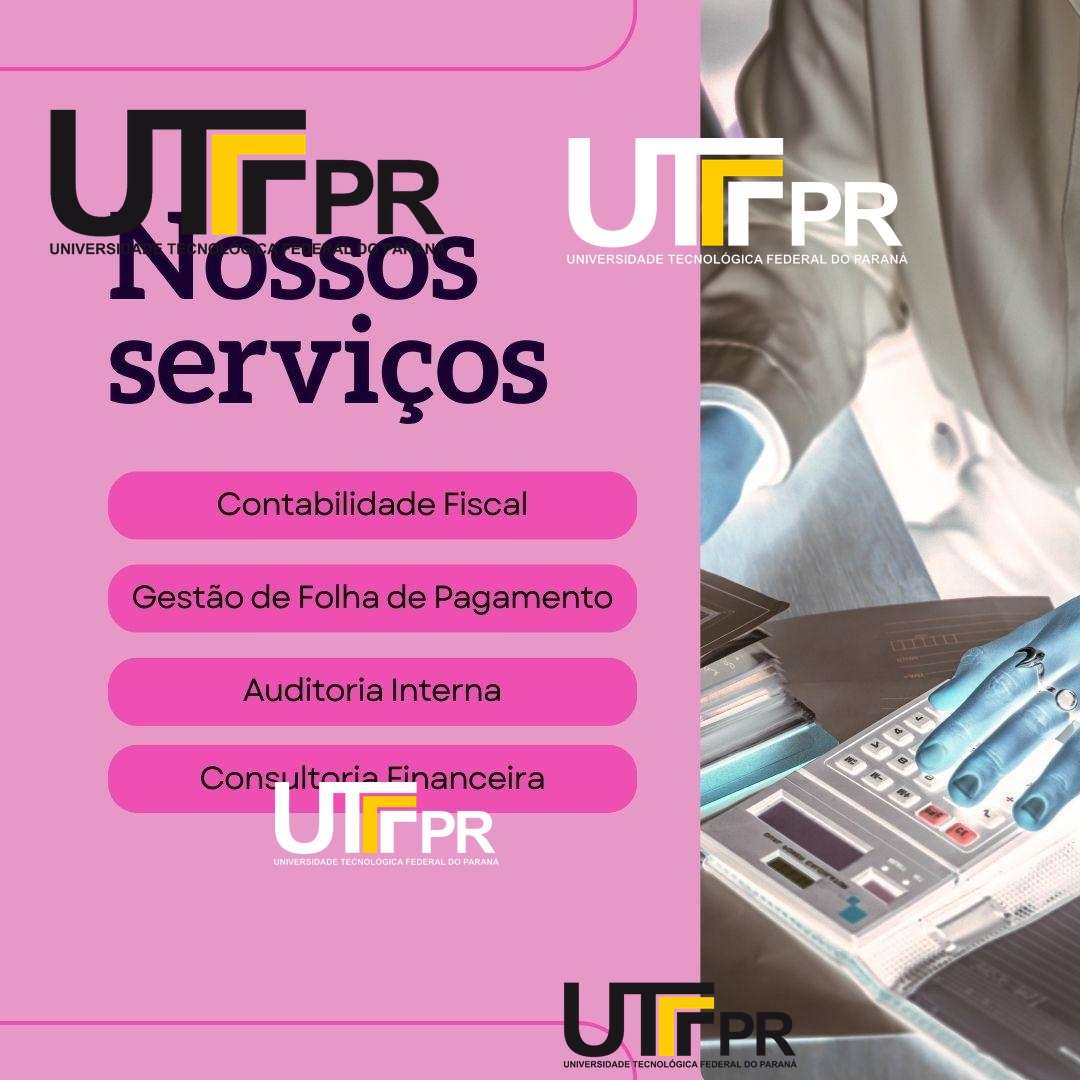 UTFPR
UNIVERSIDADE TECNOLÓGICA FEDERAL DO PARANÁ
UTFPR
UNIVERSIDADE TECNOLÓGICA FEDERAL DO PARANÁ
Nossos
serviços
Contabilidade Fiscal
Gestão de Folha de Pagamento
Auditoria Interna
Consultoria Financeira
UTFPR
UNIVERSIDADE TECNOLÓGICA FEDERAL DO PARANÁ
CE
UTFPR
UNIVERSIDADE TECNOLÓGICA FEDERAL DO PARANÁ